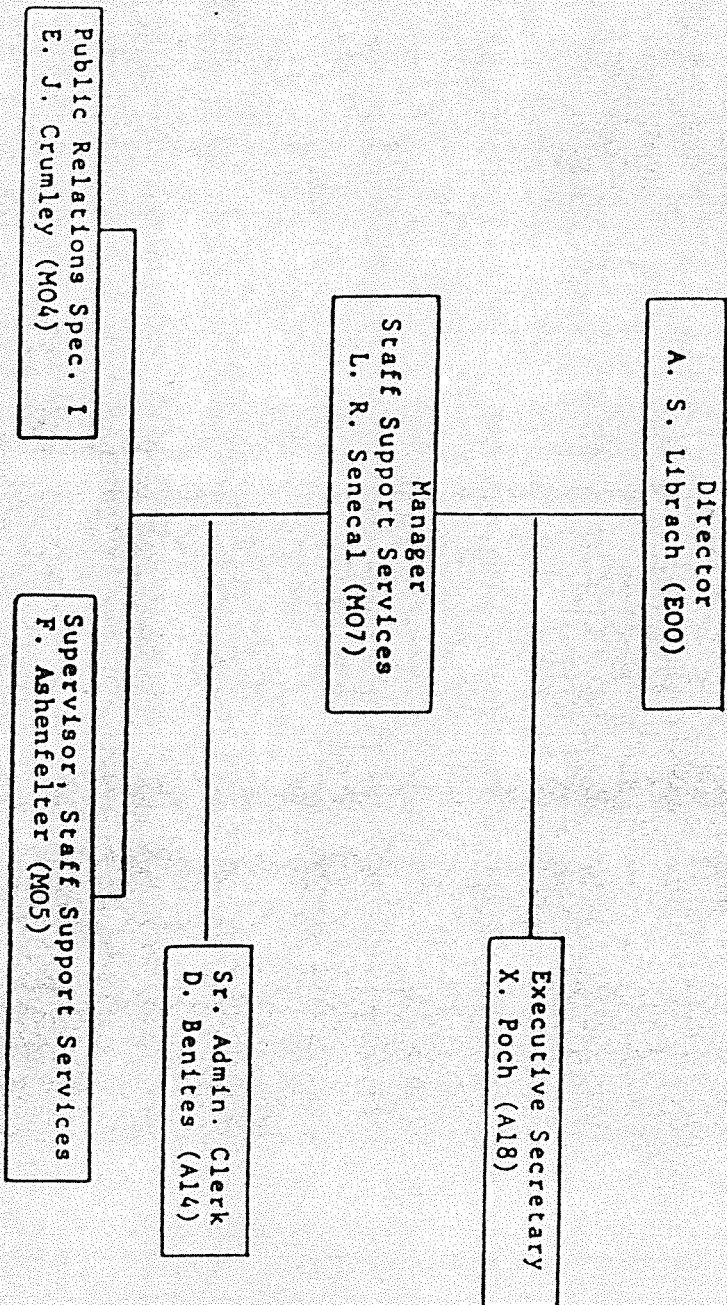 Director
A. S. Librach (E00)
Executive Secretary
X. Poch (A18)
Manager
Staff Support Services
L. R. Senecal (M07)
Sr. Admin. Clerk
D. Benites (A14)
Public Relations Spec. I
E. J. Crumley (M04)
Supervisor, Staff Support Services
F. Ashenfelter (M05)